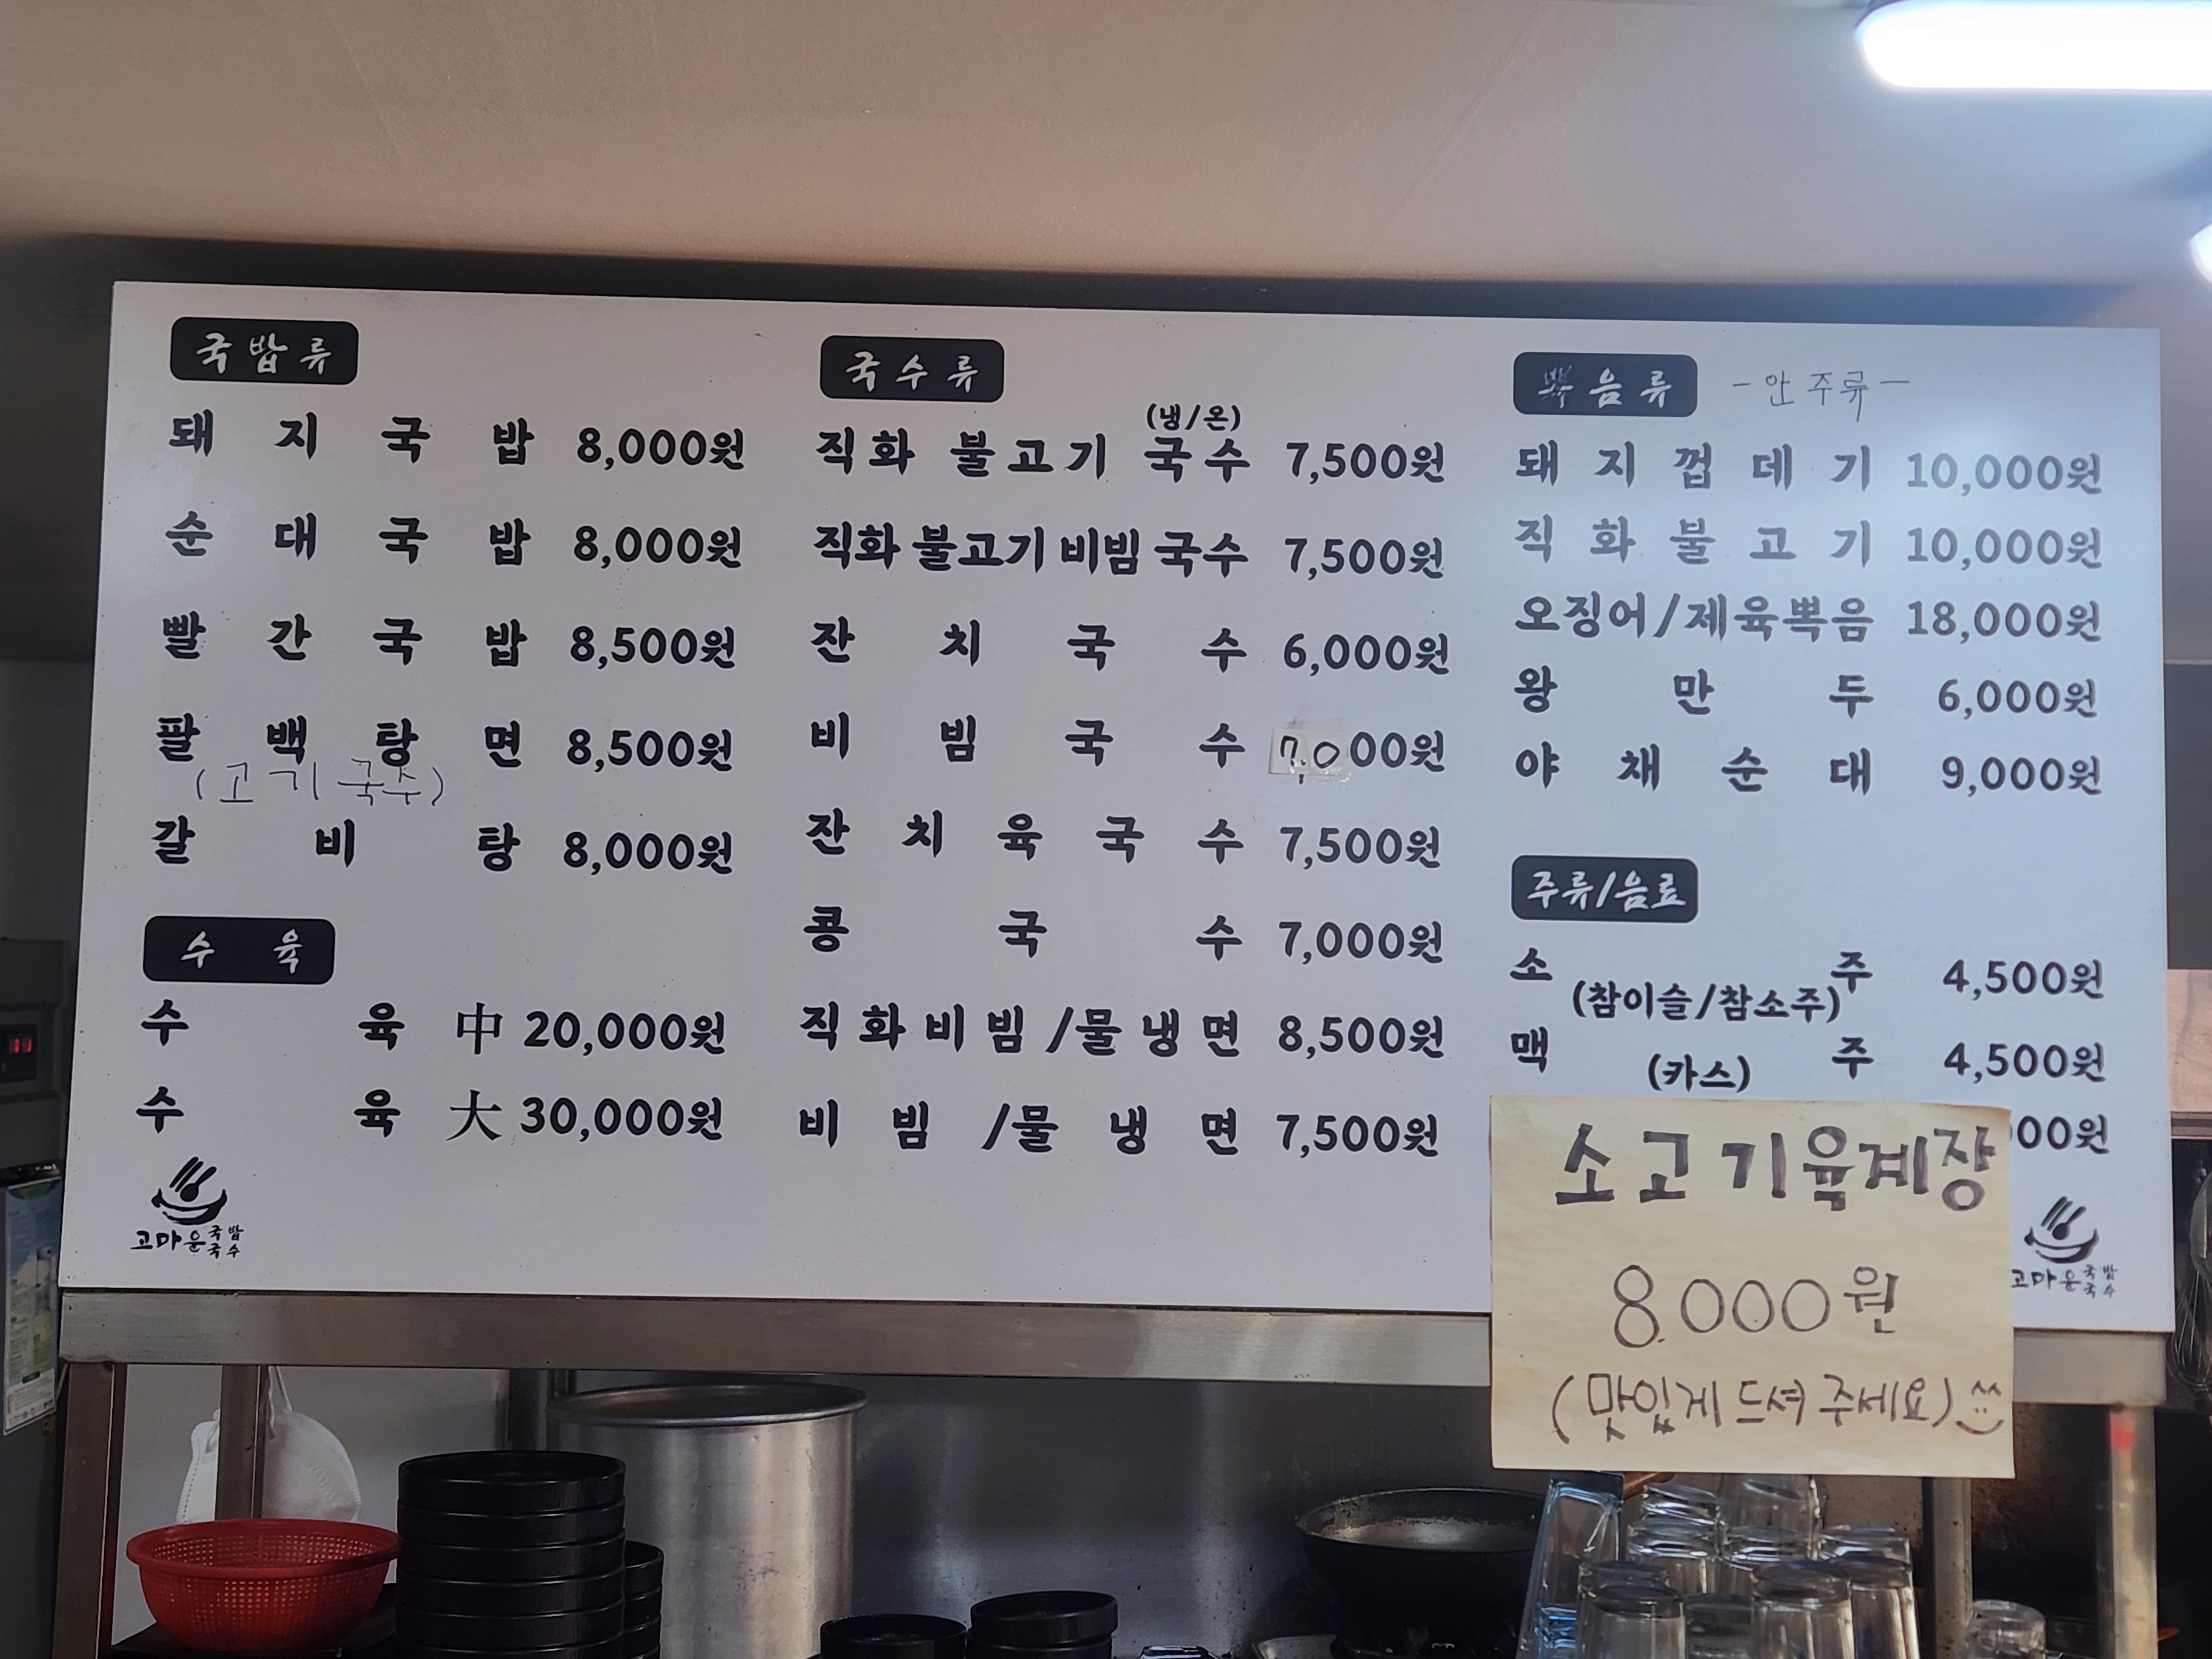 국밥류
돼지국밥 8,000원
순대국밥 8,000원
빨간국밥 8,500원
팔백탕면 8,500원
(고기국수)
갈비탕 8,000원
수육
수육 中 20,000원
수육 大 30,000원
고마운 국밥 국수
국수류
(냉/온)
직화 불고기 국수 7,500원
직화 불고기 비빔 국수 7,500원
잔치국수 6,000원
비빔국수 7.000원
잔치육국수 7,500원
콩국수 7,000원
직화비빔/물냉면 8,500원
비빔/물냉면 7,500원
뽂음류 -안주류-
돼지껍데기 10,000원
직화불고기 10,000원
오징어/제육뽂음 18,000원
왕만두 6,000원
야채순대 9,000원
주류/음료
소주 4,500원
(참이슬/참소주)
맥주 4,500원
(카스)
00원
소고기육계장
8.000원
(맛있게 드셔 주세요)
고마운 국밥 국수